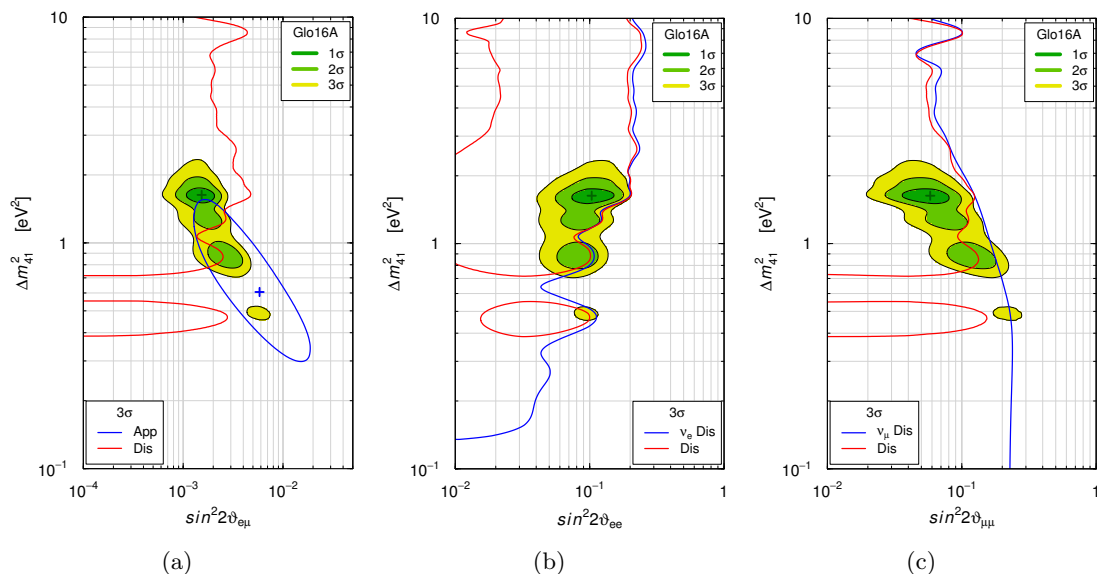 Glo16A
1σ
2σ
3σ
10
1
10⁻¹
Δm²₄₁ [eV²]
3σ
App
Dis
10⁻⁴
10⁻³
10⁻²
sin²2ϑeμ
(a)
Glo16A
1σ
2σ
3σ
10
1
10⁻¹
Δm²₄₁ [eV²]
3σ
νe Dis
Dis
10⁻²
10⁻¹
1
sin²2ϑee
(b)
Glo16A
1σ
2σ
3σ
10
1
10⁻¹
Δm²₄₁ [eV²]
3σ
νμ Dis
Dis
10⁻²
10⁻¹
1
sin²2ϑμμ
(c)